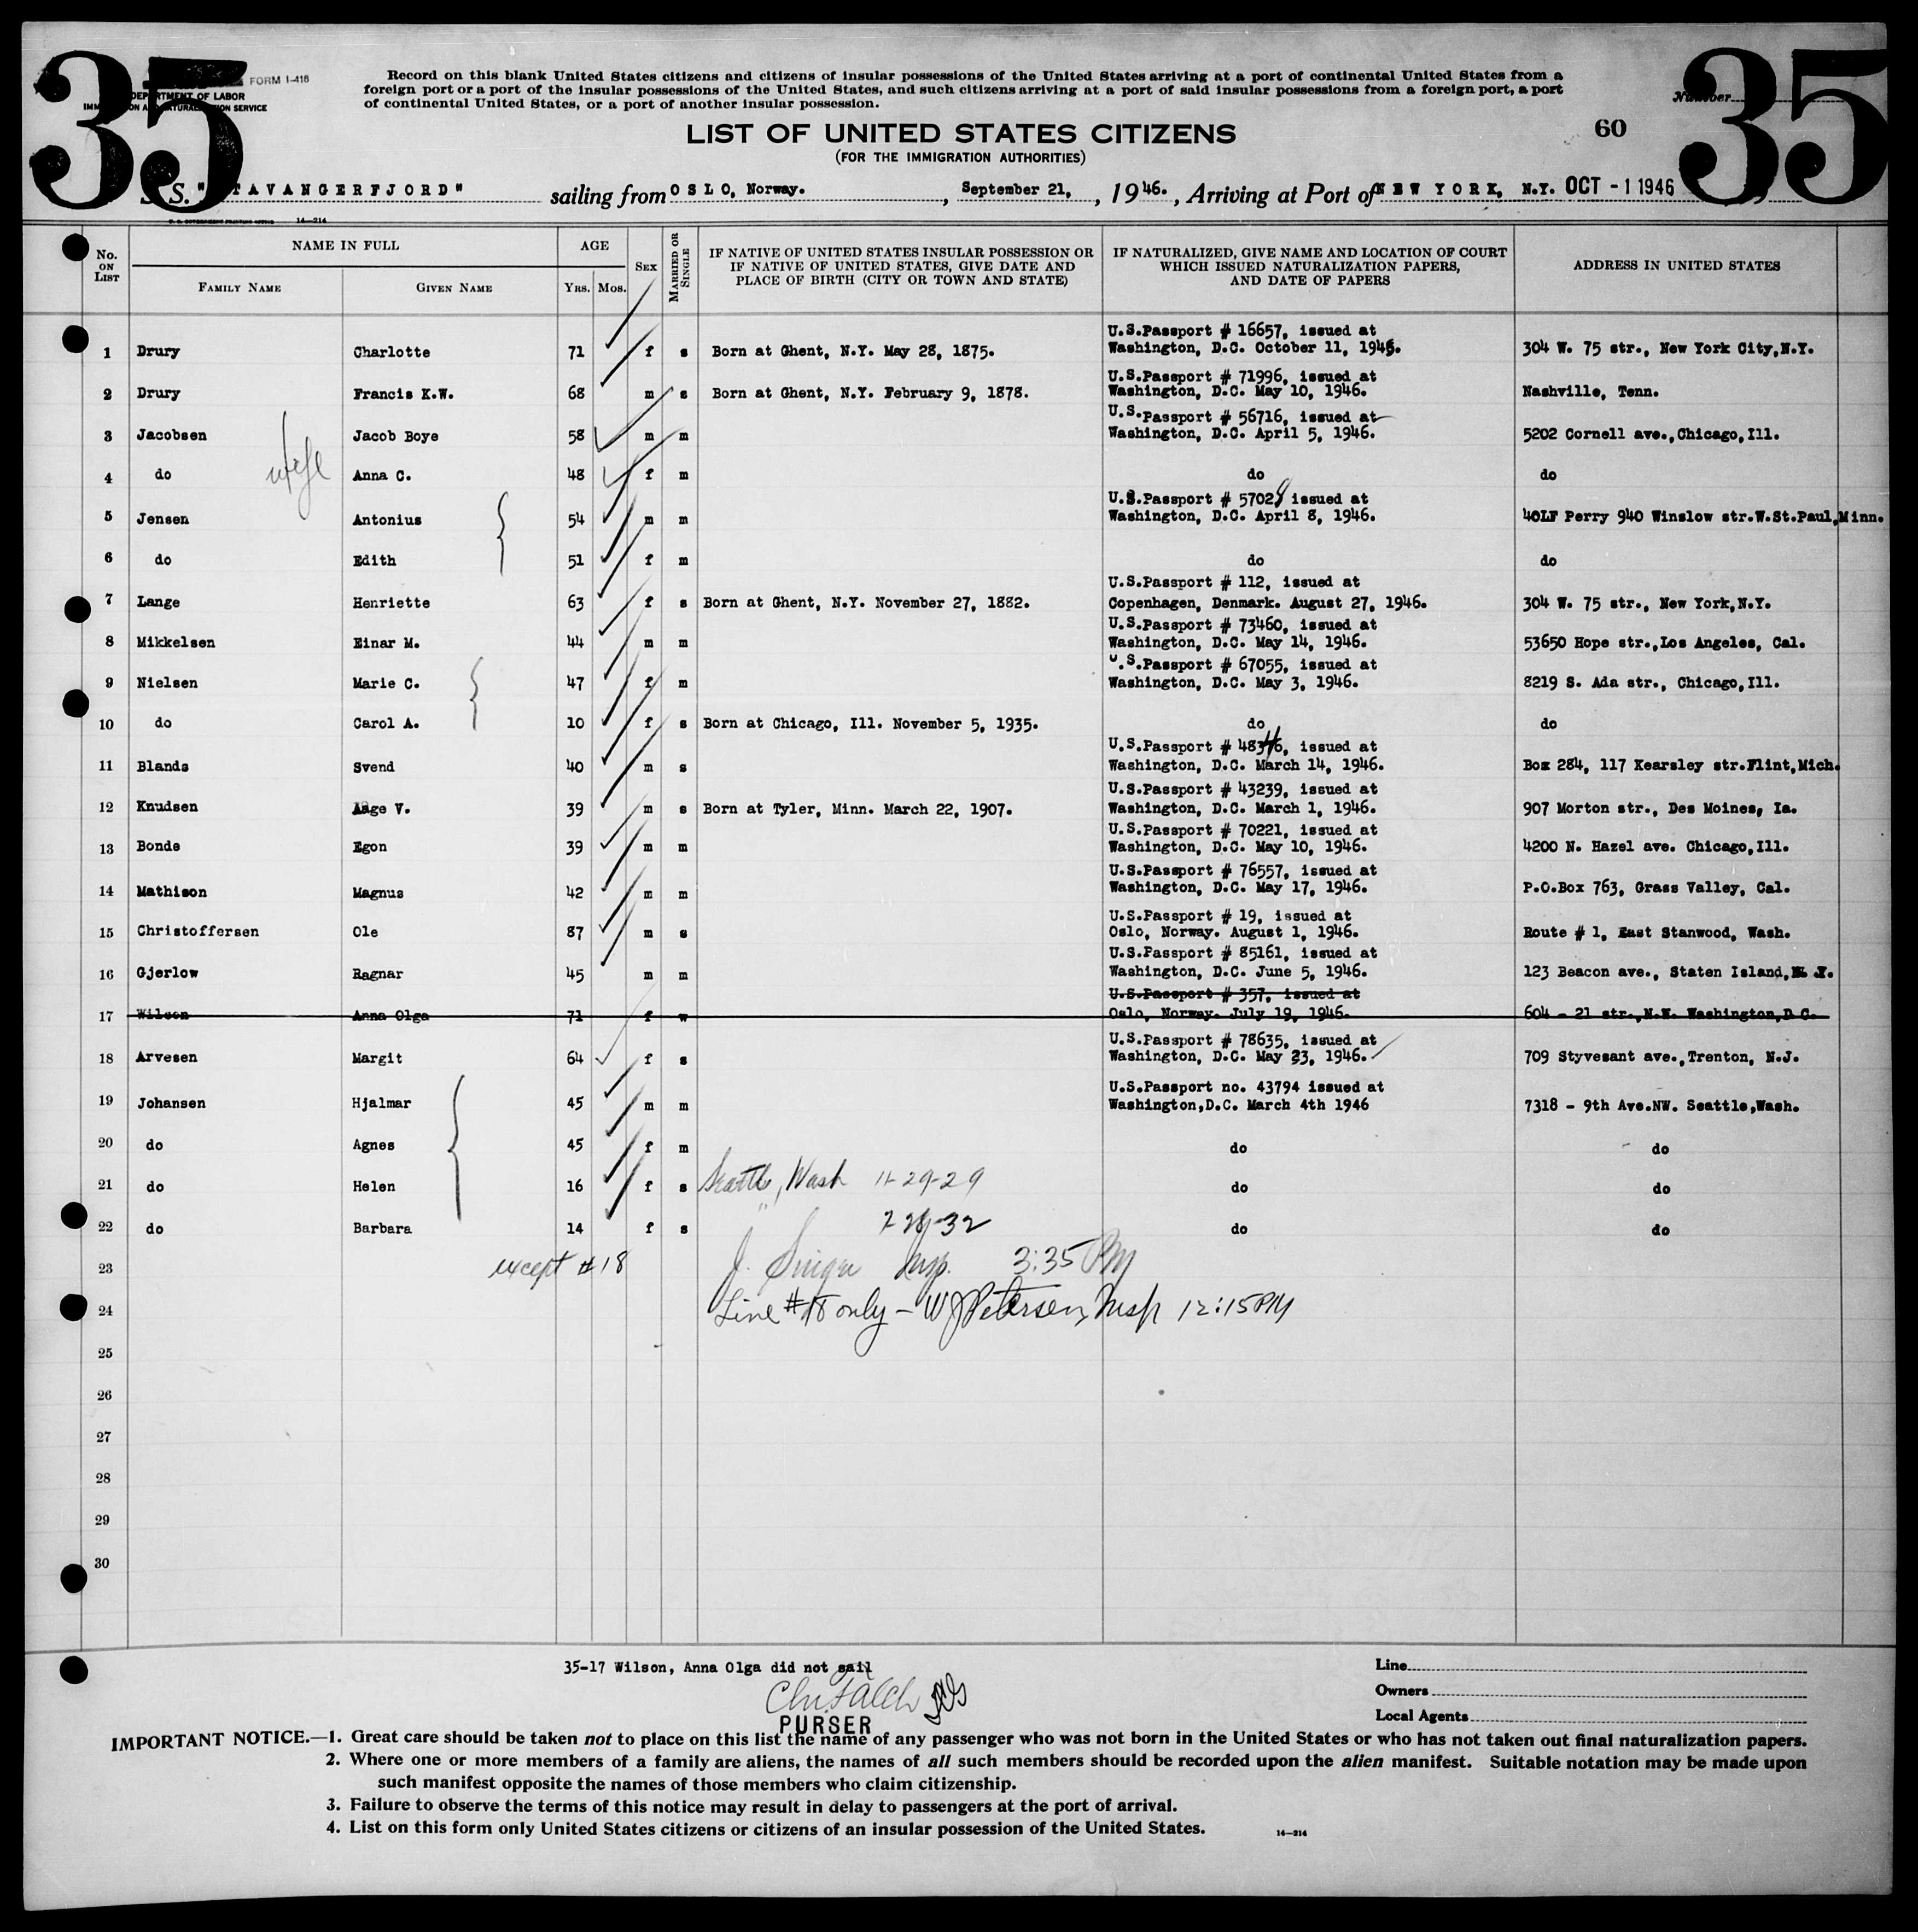 35
FORM I-416
DEPARTMENT OF LABOR
IMMIGRATION AND NATURALIZATION SERVICE
Record on this blank United States citizens and citizens of insular possessions of the United States arriving at a port of continental United States from a
foreign port or a port of the insular possessions of the United States, and such citizens arriving at a port of said insular possessions from a foreign port, a port
of continental United States, or a port of another insular possession.
Number
35
LIST OF UNITED STATES CITIZENS
60
(FOR THE IMMIGRATION AUTHORITIES)
S. S. "STAVANGERFJORD" sailing from OSLO, Norway. , September 21, , 1946. , Arriving at Port of NEW YORK, N.Y. OCT -1 1946
14—214
No. ON LIST
NAME IN FULL
FAMILY NAME
GIVEN NAME
AGE
YRS. MOS.
SEX
MARRIED OR SINGLE
IF NATIVE OF UNITED STATES INSULAR POSSESSION OR
IF NATIVE OF UNITED STATES, GIVE DATE AND
PLACE OF BIRTH (CITY OR TOWN AND STATE)
IF NATURALIZED, GIVE NAME AND LOCATION OF COURT
WHICH ISSUED NATURALIZATION PAPERS,
AND DATE OF PAPERS
ADDRESS IN UNITED STATES
U.S.Passport # 16657, issued at
1 Drury Charlotte 71 f s Born at Ghent, N.Y. May 28, 1875. Washington, D.C. October 11, 1945. 304 W. 75 str., New York City,N.Y.
U.S.Passport # 71996, issued at
2 Drury Francis K.W. 68 m s Born at Ghent, N.Y. February 9, 1878. Washington, D.C. May 10, 1946. Nashville, Tenn.
U.S.Passport # 56716, issued at
3 Jacobsen Jacob Boye 58 m m Washington, D.C. April 5, 1946. 5202 Cornell ave.,Chicago,Ill.
4 do wife Anna C. 48 f m do do
U.S.Passport # 57028 issued at
5 Jensen Antonius 54 m m Washington, D.C. April 8, 1946. 40LF Perry 940 Winslow str.W.St.Paul,Minn.
6 do Edith 51 f m do do
U.S.Passport # 112, issued at
7 Lange Henriette 63 f s Born at Ghent, N.Y. November 27, 1882. Copenhagen, Denmark. August 27, 1946. 304 W. 75 str., New York,N.Y.
U.S.Passport # 73460, issued at
8 Mikkelsen Einar M. 44 m m Washington, D.C. May 14, 1946. 53650 Hope str.,Los Angeles, Cal.
U.S.Passport # 67055, issued at
9 Nielsen Marie C. 47 f m Washington, D.C. May 3, 1946. 8219 S. Ada str., Chicago,Ill.
10 do Carol A. 10 f s Born at Chicago, Ill. November 5, 1935. do do
U.S.Passport # 48346, issued at
11 Blands Svend 40 m s Washington, D.C. March 14, 1946. Box 284, 117 Kearsley str.Flint,Mich.
U.S.Passport # 43239, issued at
12 Knudsen Aage V. 39 m s Born at Tyler, Minn. March 22, 1907. Washington, D.C. March 1, 1946. 907 Morton str., Des Moines, Ia.
U.S.Passport # 70221, issued at
13 Bonde Egon 39 m m Washington, D.C. May 10, 1946. 4200 N. Hazel ave. Chicago,Ill.
U.S.Passport # 76557, issued at
14 Mathison Magnus 42 m m Washington, D.C. May 17, 1946. P.O.Box 763, Grass Valley, Cal.
U.S.Passport # 19, issued at
15 Christoffersen Ole 87 m s Oslo, Norway. August 1, 1946. Route # 1, East Stanwood, Wash.
U.S.Passport # 85161, issued at
16 Gjerlow Ragnar 45 m m Washington, D.C. June 5, 1946. 123 Beacon ave., Staten Island,N.Y.
U.S.Passport # 357, issued at
17 Wilson Anna Olga 71 f w Oslo, Norway. July 19, 1946. 604 - 21 str.,N.W. Washington,D.C.
U.S.Passport # 78635, issued at
18 Arvesen Margit 64 f s Washington, D.C. May 23, 1946. 709 Styvesant ave.,Trenton, N.J.
U.S.Passport no. 43794 issued at
19 Johansen Hjalmar 45 m m Washington,D.C. March 4th 1946 7318 - 9th Ave.NW. Seattle,Wash.
20 do Agnes 45 f m do do
21 do Helen 16 f s Seattle, Wash 11-29-29 do do
22 do Barbara 14 f s " do do
23 except #18 J. Singer Insp. 3:35 PM
24 Line #18 only - W J Petersen, Insp 12:15 PM
25
26
27
28
29
30
35-17 Wilson, Anna Olga did not sail
PURSER
Line
Owners
Local Agents
IMPORTANT NOTICE.—1. Great care should be taken not to place on this list the name of any passenger who was not born in the United States or who has not taken out final naturalization papers.
2. Where one or more members of a family are aliens, the names of all such members should be recorded upon the alien manifest. Suitable notation may be made upon
such manifest opposite the names of those members who claim citizenship.
3. Failure to observe the terms of this notice may result in delay to passengers at the port of arrival.
4. List on this form only United States citizens or citizens of an insular possession of the United States.
14—214